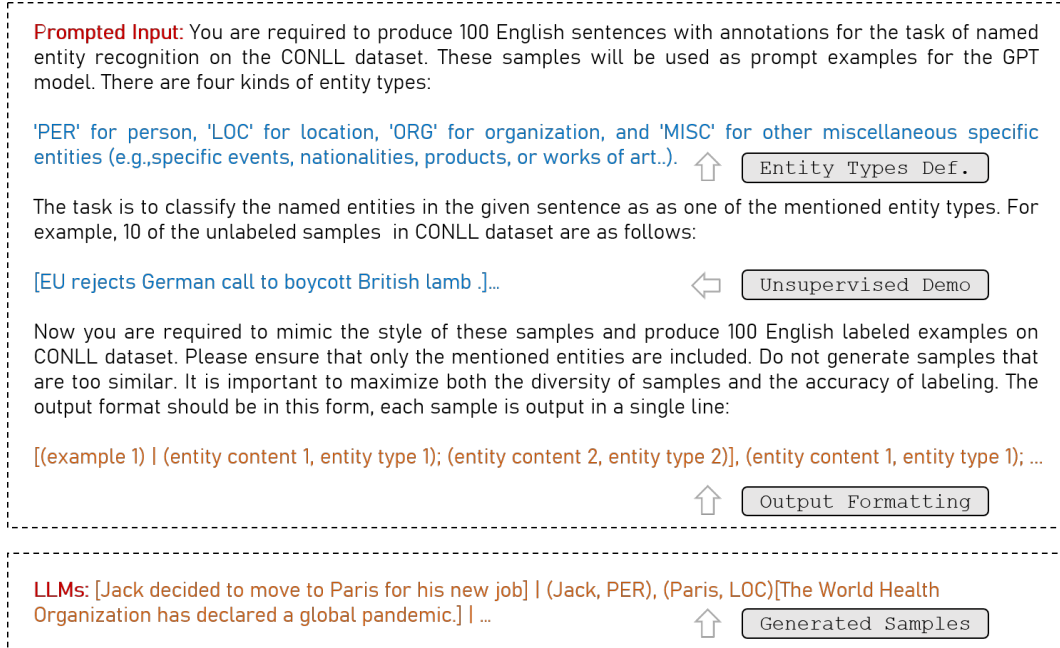 Prompted Input: You are required to produce 100 English sentences with annotations for the task of named
entity recognition on the CONLL dataset. These samples will be used as prompt examples for the GPT
model. There are four kinds of entity types:
'PER' for person, 'LOC' for location, 'ORG' for organization, and 'MISC' for other miscellaneous specific
entities (e.g.,specific events, nationalities, products, or works of art..).
Entity Types Def.
The task is to classify the named entities in the given sentence as as one of the mentioned entity types. For
example, 10 of the unlabeled samples in CONLL dataset are as follows:
[EU rejects German call to boycott British lamb .]...
Unsupervised Demo
Now you are required to mimic the style of these samples and produce 100 English labeled examples on
CONLL dataset. Please ensure that only the mentioned entities are included. Do not generate samples that
are too similar. It is important to maximize both the diversity of samples and the accuracy of labeling. The
output format should be in this form, each sample is output in a single line:
[(example 1) | (entity content 1, entity type 1); (entity content 2, entity type 2)], (entity content 1, entity type 1); ...
Output Formatting
LLMs: [Jack decided to move to Paris for his new job] | (Jack, PER), (Paris, LOC)[The World Health
Organization has declared a global pandemic.] | ...
Generated Samples